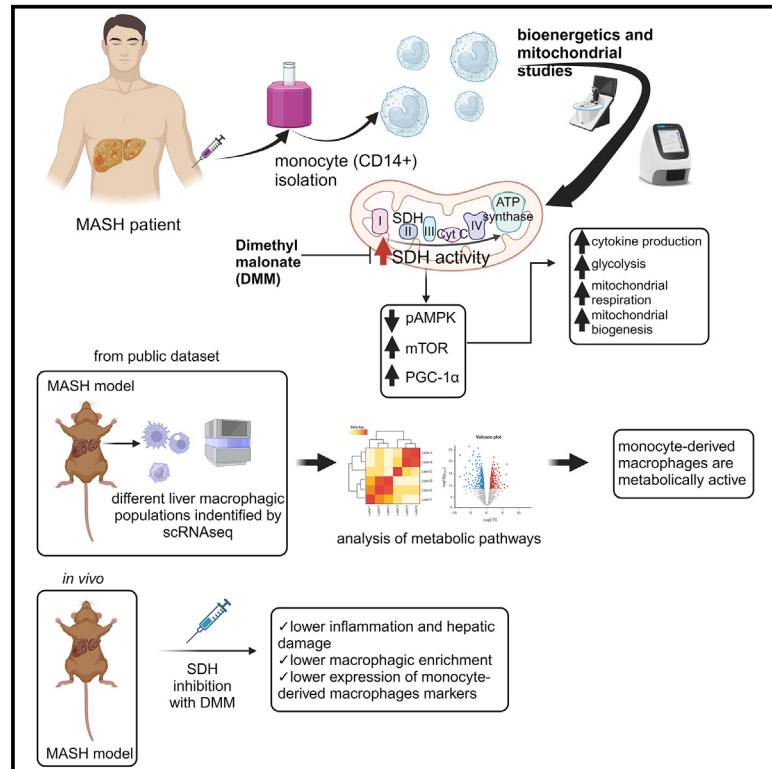 bioenergetics and
mitochondrial
studies
monocyte (CD14+)
isolation
MASH patient
I
SDH
II
III
Cyt C
IV
ATP
synthase
SDH activity
Dimethyl
malonate
(DMM)
pAMPK
mTOR
PGC-1α
cytokine production
glycolysis
mitochondrial
respiration
mitochondrial
biogenesis
from public dataset
MASH model
different liver macrophagic
populations indentified by
scRNAseq
Volcano plot
Log2 FC
analysis of metabolic pathways
monocyte-derived
macrophages are
metabolically active
in vivo
MASH model
SDH
inhibition
with DMM
✓lower inflammation and hepatic
damage
✓lower macrophagic enrichment
✓lower expression of monocyte-
derived macrophages markers